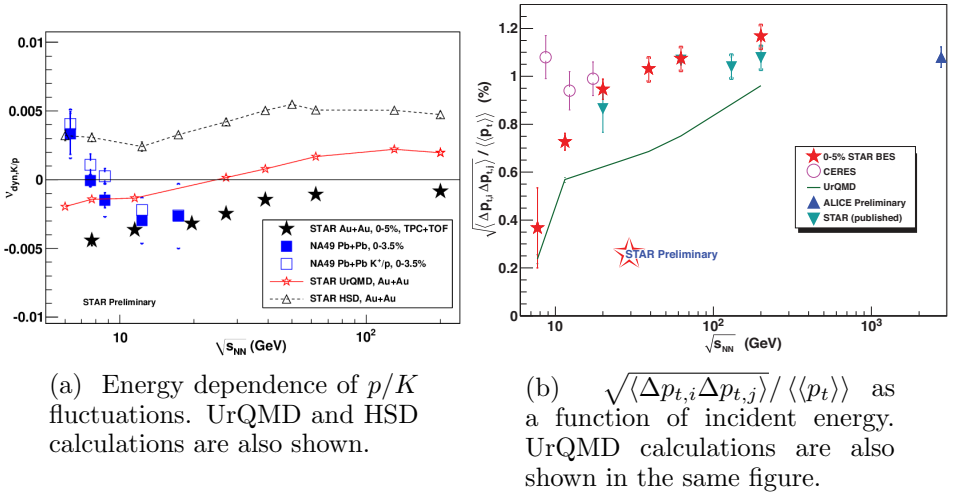 0.01
0.005
0
-0.005
-0.01
ν_dyn,K/p
STAR Au+Au, 0-5%, TPC+TOF
NA49 Pb+Pb, 0-3.5%
NA49 Pb+Pb K⁺/p, 0-3.5%
STAR UrQMD, Au+Au
STAR HSD, Au+Au
STAR Preliminary
10
10²
√s_NN (GeV)
(a) Energy dependence of p/K
fluctuations. UrQMD and HSD
calculations are also shown.
√⟨Δp_t,i Δp_t,j⟩ / ⟨⟨p_t⟩⟩ (%)
1.2
1
0.8
0.6
0.4
0.2
0
0-5% STAR BES
CERES
UrQMD
ALICE Preliminary
STAR (published)
STAR Preliminary
10
10²
10³
√s_NN (GeV)
(b) √⟨Δp_t,iΔp_t,j⟩/ ⟨⟨p_t⟩⟩ as
a function of incident energy.
UrQMD calculations are also
shown in the same figure.